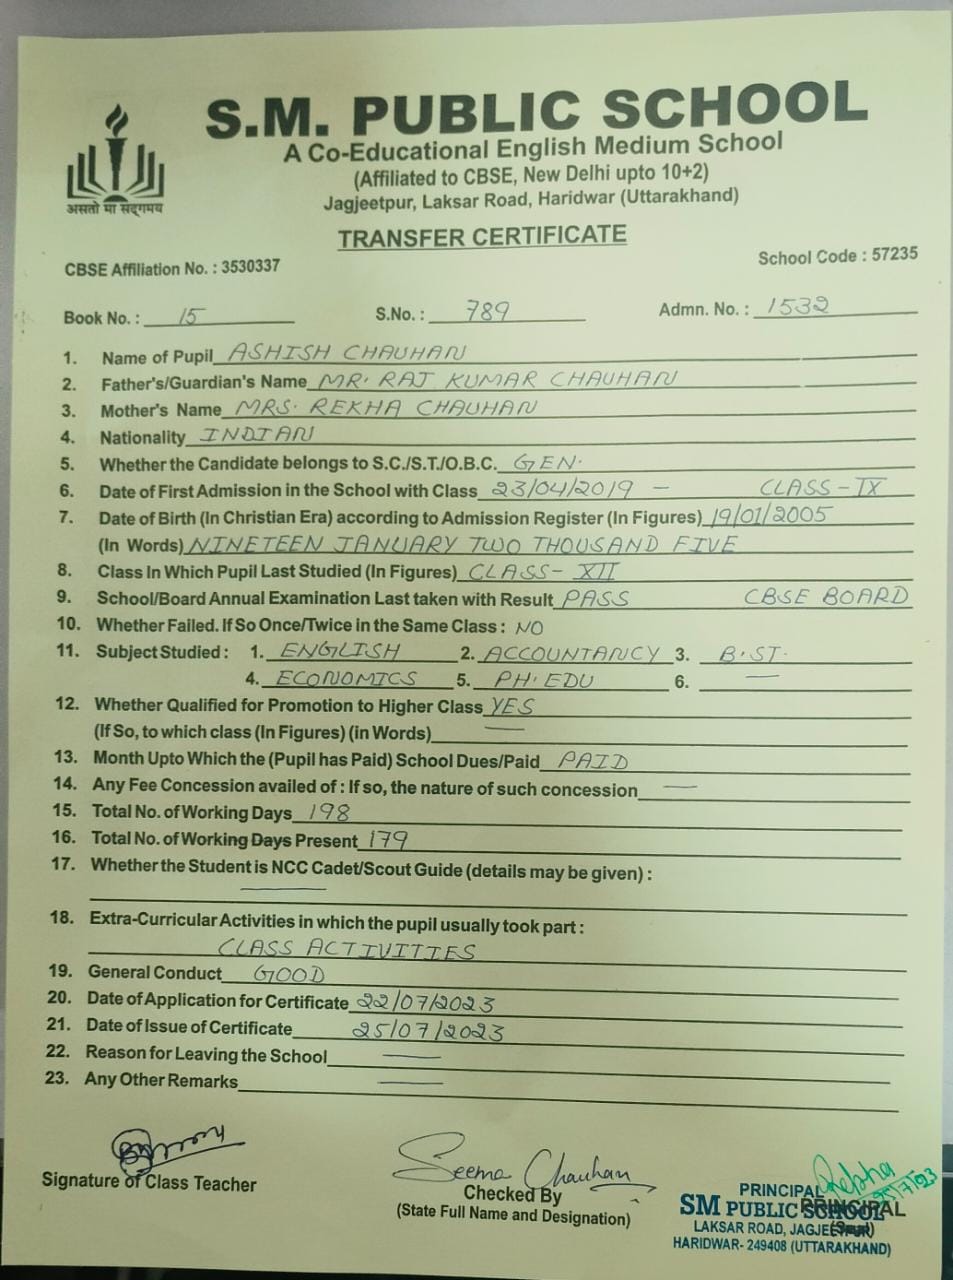 S.M. PUBLIC SCHOOL
A Co-Educational English Medium School
(Affiliated to CBSE, New Delhi upto 10+2)
Jagjeetpur, Laksar Road, Haridwar (Uttarakhand)
असतो मा सद्गमय
TRANSFER CERTIFICATE
CBSE Affiliation No. : 3530337 School Code : 57235
Book No. : 15 S.No. : 789 Admn. No. : 1532
1. Name of Pupil ASHISH CHAUHAN
2. Father's/Guardian's Name MR. RAJ KUMAR CHAUHAN
3. Mother's Name MRS. REKHA CHAUHAN
4. Nationality INDIAN
5. Whether the Candidate belongs to S.C./S.T./O.B.C. GEN.
6. Date of First Admission in the School with Class 23/04/2019 - CLASS-IX
7. Date of Birth (In Christian Era) according to Admission Register (In Figures) 19/01/2005
(In Words) NINETEEN JANUARY TWO THOUSAND FIVE
8. Class In Which Pupil Last Studied (In Figures) CLASS- XII
9. School/Board Annual Examination Last taken with Result PASS CBSE BOARD
10. Whether Failed. If So Once/Twice in the Same Class : NO
11. Subject Studied : 1. ENGLISH 2. ACCOUNTANCY 3. B.ST.
4. ECONOMICS 5. PH.EDU 6. —
12. Whether Qualified for Promotion to Higher Class YES
(If So, to which class (In Figures) (in Words) —
13. Month Upto Which the (Pupil has Paid) School Dues/Paid PAID
14. Any Fee Concession availed of : If so, the nature of such concession —
15. Total No. of Working Days 198
16. Total No. of Working Days Present 179
17. Whether the Student is NCC Cadet/Scout Guide (details may be given) :
—
18. Extra-Curricular Activities in which the pupil usually took part :
CLASS ACTIVITIES
19. General Conduct GOOD
20. Date of Application for Certificate 22/07/2023
21. Date of Issue of Certificate 25/07/2023
22. Reason for Leaving the School —
23. Any Other Remarks —
Seema Chauhan
Signature of Class Teacher
Checked By
(State Full Name and Designation)
PRINCIPAL
PRINCIPAL
SM PUBLIC SCHOOL
LAKSAR ROAD, JAGJEETPUR
HARIDWAR- 249408 (UTTARAKHAND)